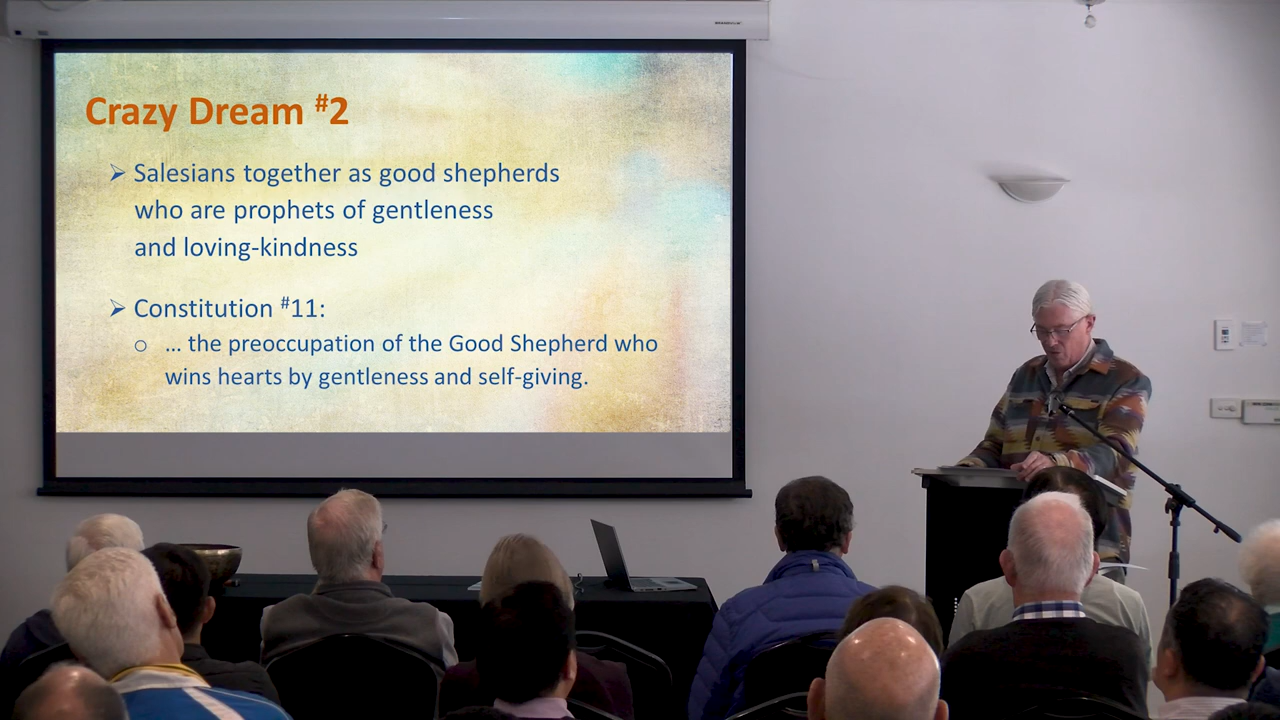 Crazy Dream #2
➢ Salesians together as good shepherds
who are prophets of gentleness
and loving-kindness
➢ Constitution #11:
o … the preoccupation of the Good Shepherd who
wins hearts by gentleness and self-giving.